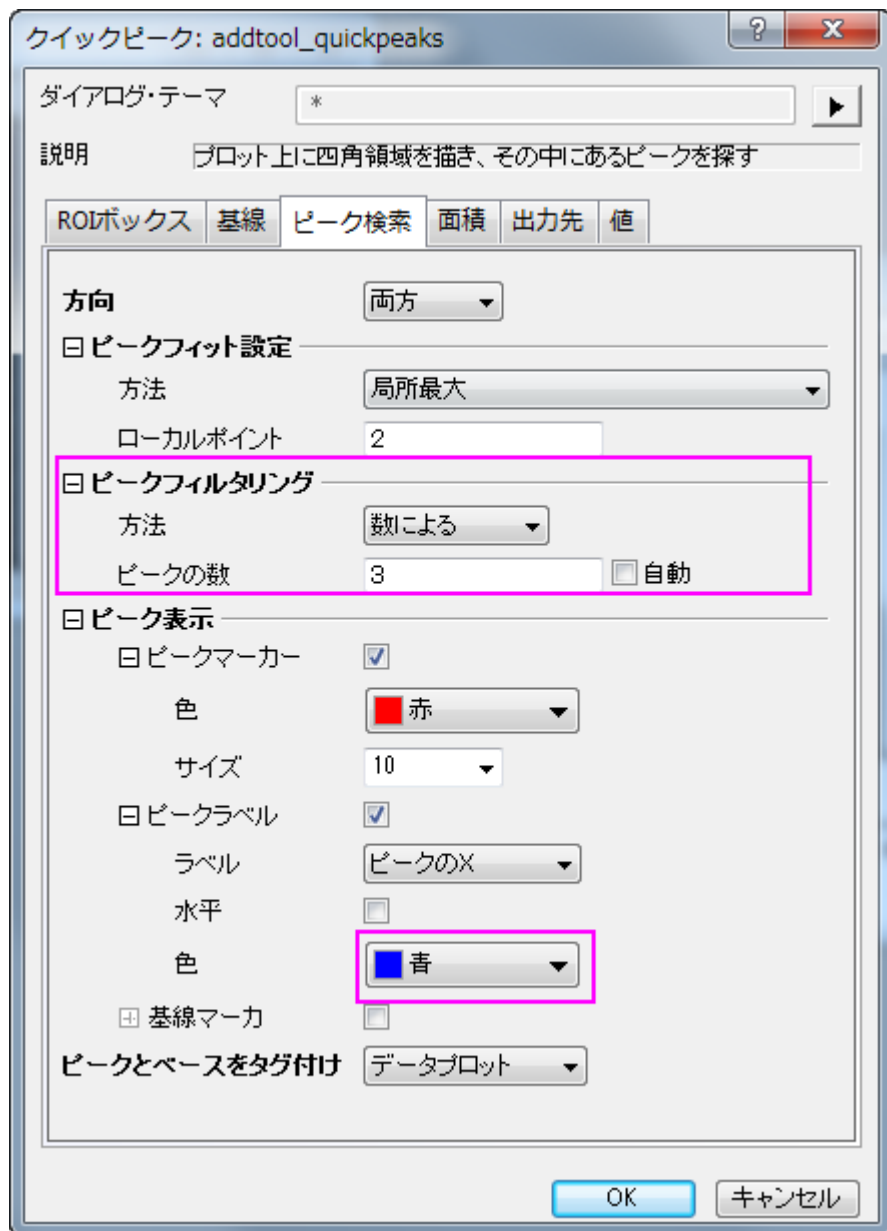 クイックピーク: addtool_quickpeaks
ダイアログ・テーマ *
説明 プロット上に四角領域を描き、その中にあるピークを探す
ROIボックス 基線 ピーク検索 面積 出力先 値
方向 両方
ピークフィット設定
方法 局所最大
ローカルポイント 2
ピークフィルタリング
方法 数による
ピークの数 3 自動
ピーク表示
ピークマーカー
色 赤
サイズ 10
ピークラベル
ラベル ピークのX
水平
色 青
基線マーカ
ピークとベースをタグ付け データプロット
OK キャンセル